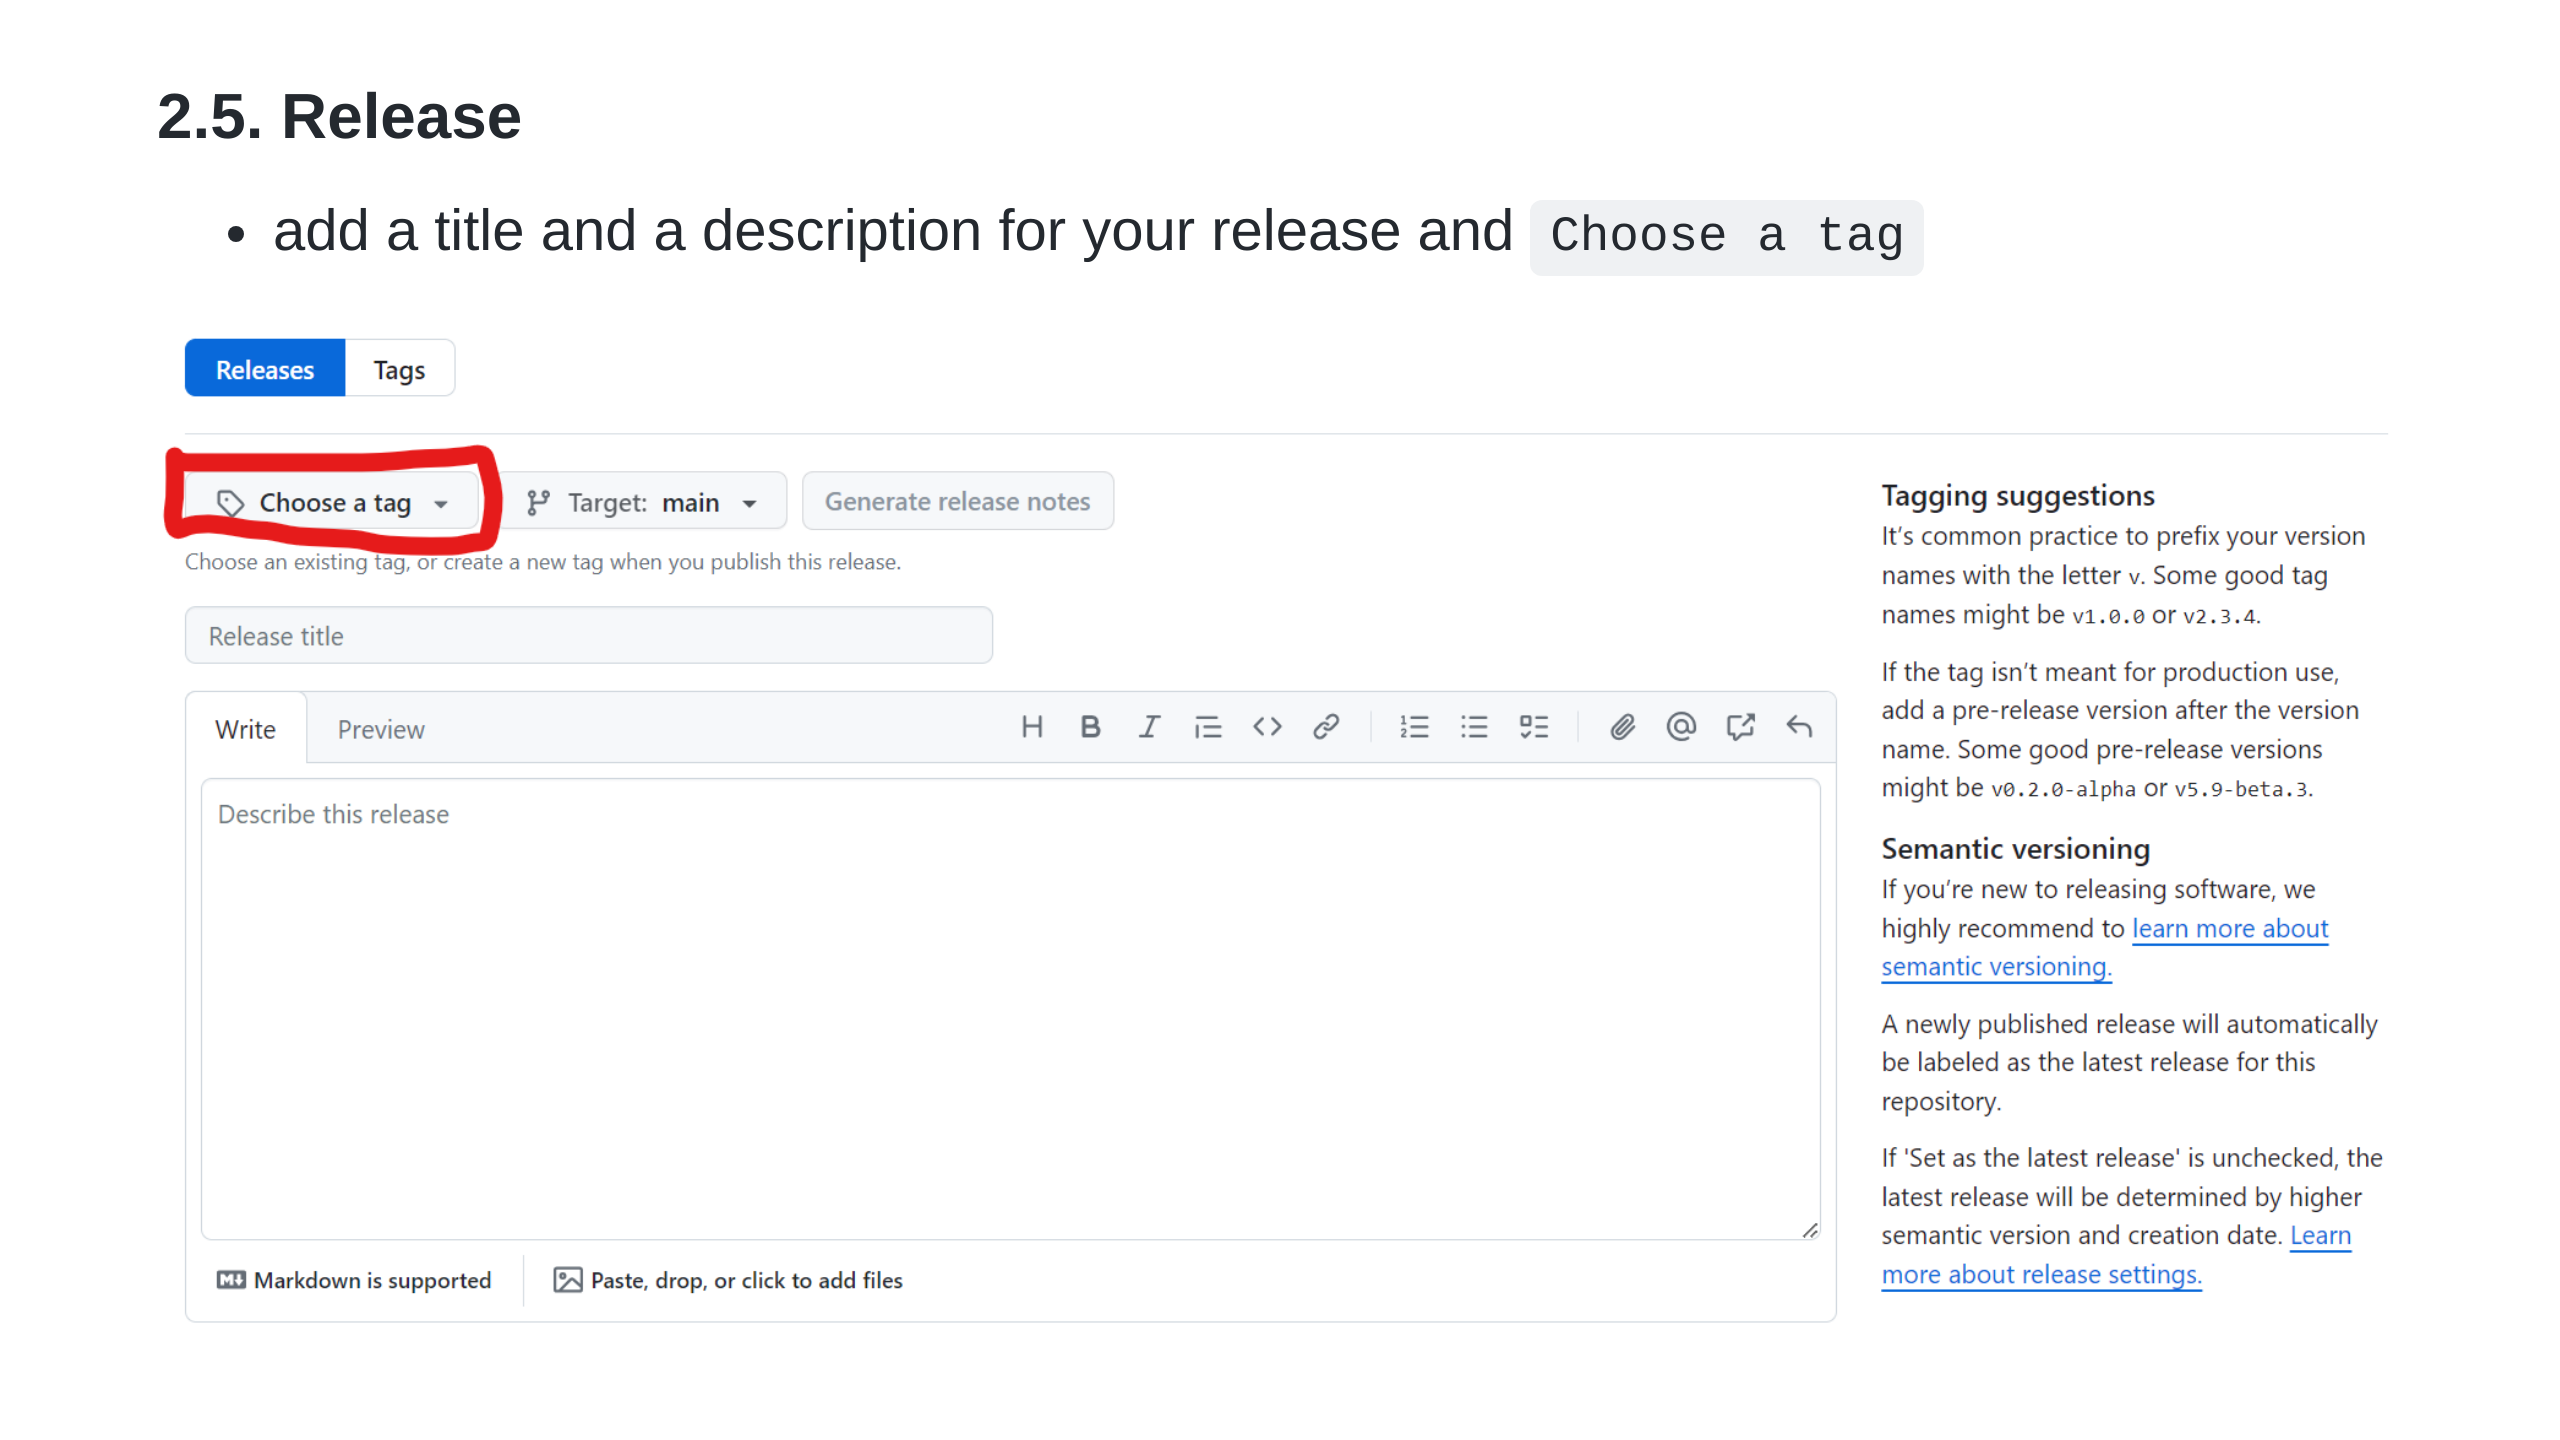 2.5. Release
• add a title and a description for your release and Choose a tag
Releases Tags
Choose a tag Target: main Generate release notes
Choose an existing tag, or create a new tag when you publish this release.
Release title
Write Preview
Describe this release
Markdown is supported Paste, drop, or click to add files
Tagging suggestions
It’s common practice to prefix your version
names with the letter v. Some good tag
names might be v1.0.0 or v2.3.4.
If the tag isn’t meant for production use,
add a pre-release version after the version
name. Some good pre-release versions
might be v0.2.0-alpha or v5.9-beta.3.
Semantic versioning
If you’re new to releasing software, we
highly recommend to learn more about
semantic versioning.
A newly published release will automatically
be labeled as the latest release for this
repository.
If 'Set as the latest release' is unchecked, the
latest release will be determined by higher
semantic version and creation date. Learn
more about release settings.